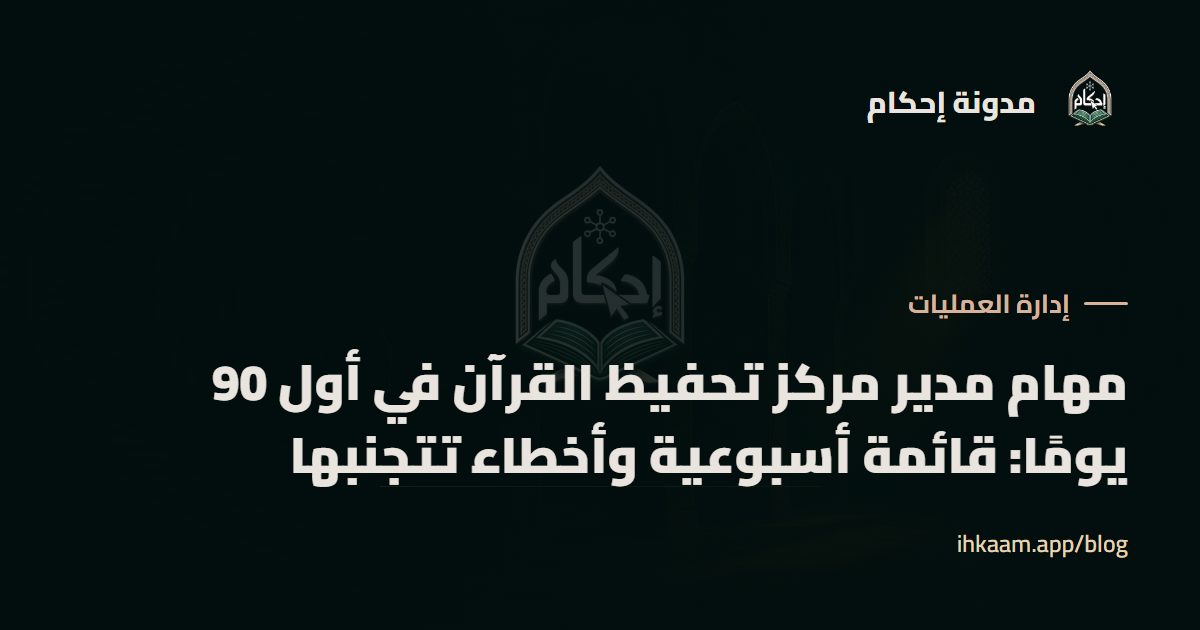 مدونة إحكام
إحكام
إحكام
إدارة العمليات
مهام مدير مركز تحفيظ القرآن في أول 90
يومًا: قائمة أسبوعية وأخطاء تتجنبها
ihkaam.app/blog